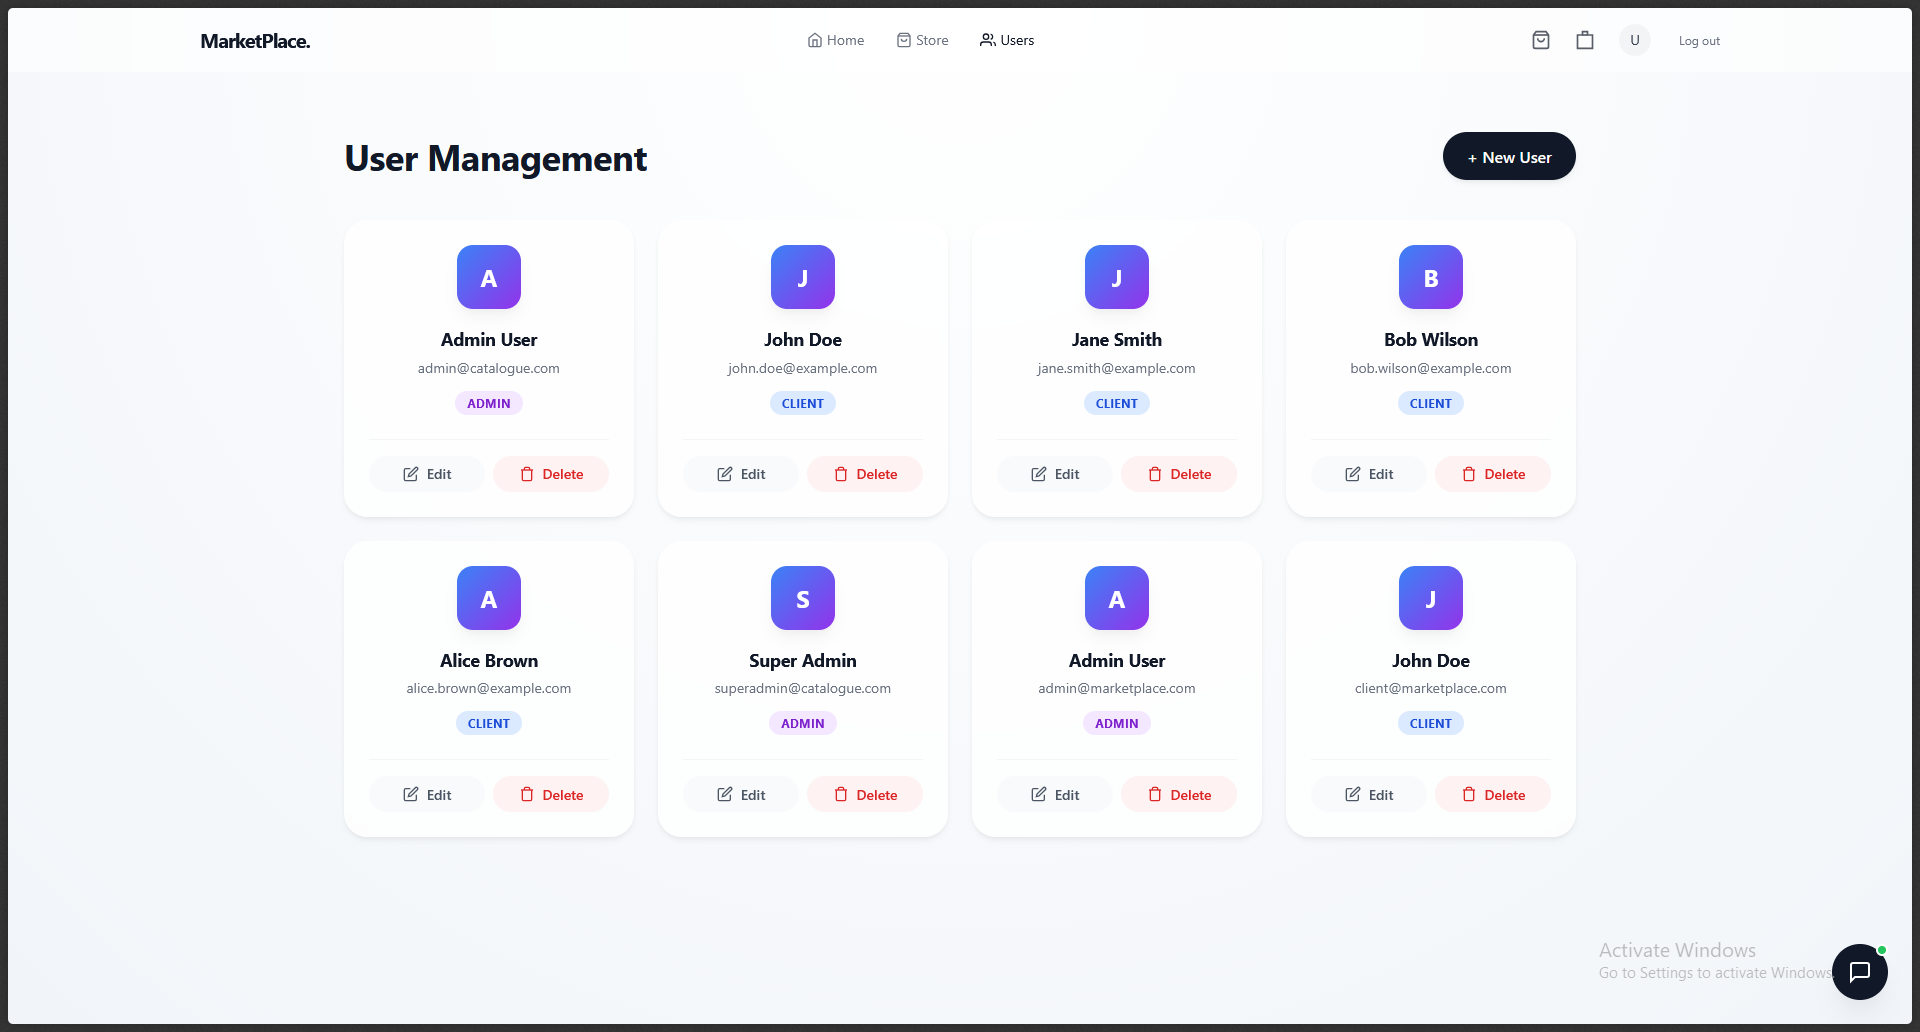 MarketPlace.
Home
Store
Users
U
Log out
User Management
+ New User
A
Admin User
admin@catalogue.com
ADMIN
Edit
Delete
J
John Doe
john.doe@example.com
CLIENT
Edit
Delete
J
Jane Smith
jane.smith@example.com
CLIENT
Edit
Delete
B
Bob Wilson
bob.wilson@example.com
CLIENT
Edit
Delete
A
Alice Brown
alice.brown@example.com
CLIENT
Edit
Delete
S
Super Admin
superadmin@catalogue.com
ADMIN
Edit
Delete
A
Admin User
admin@marketplace.com
ADMIN
Edit
Delete
J
John Doe
client@marketplace.com
CLIENT
Edit
Delete
Activate Windows
Go to Settings to activate Windows.